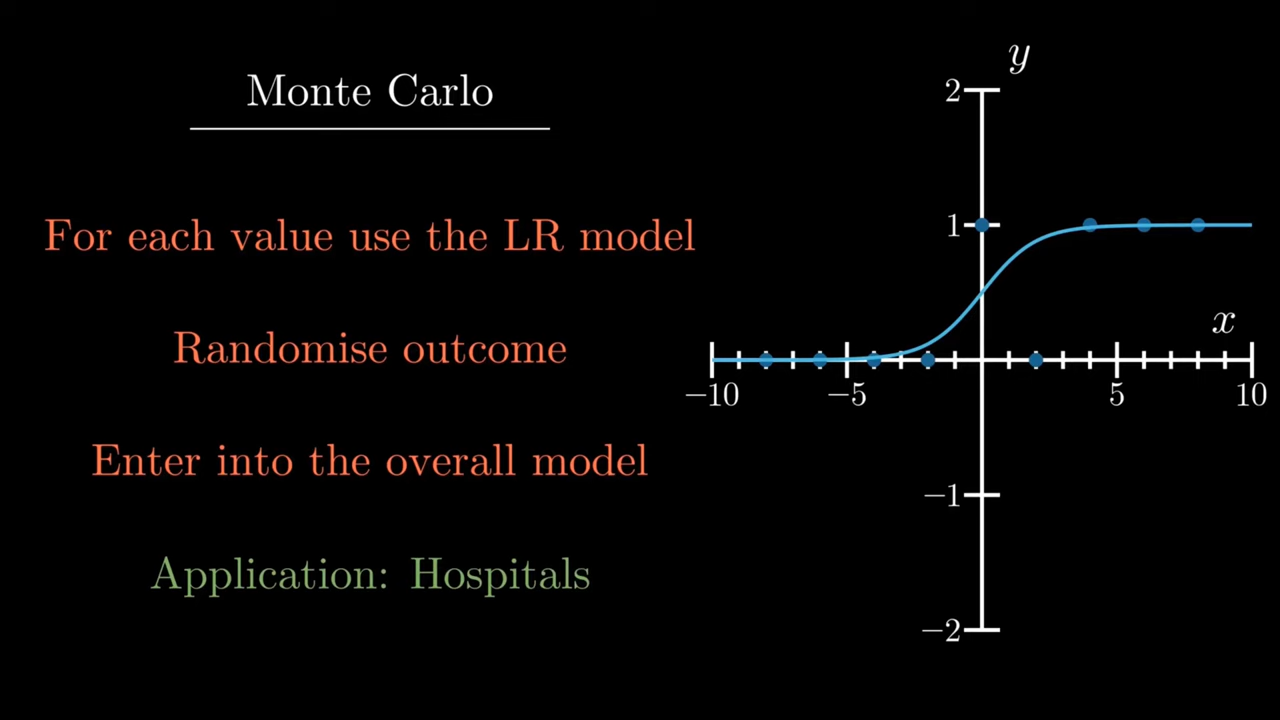 Monte Carlo
For each value use the LR model
Randomise outcome
Enter into the overall model
Application: Hospitals
y
2
1
x
−10
−5
5
10
−1
−2